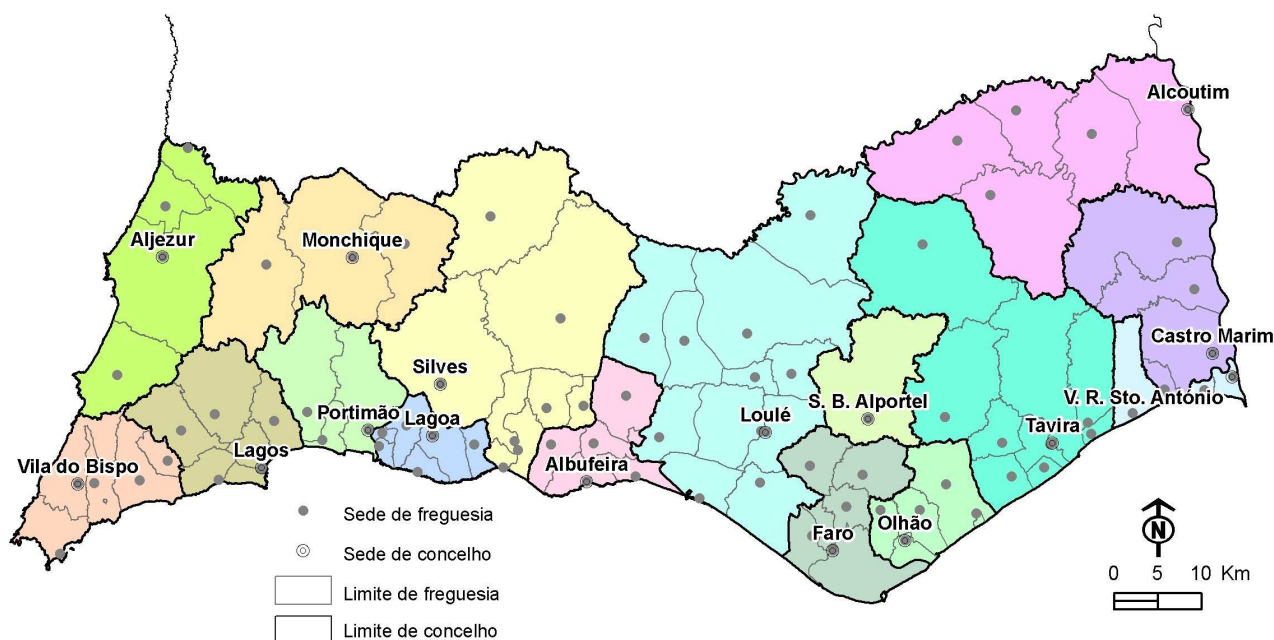 Alcoutim
Aljezur
Monchique
Castro Marim
Silves
V. R. Sto. António
S. B. Alportel
Portimão
Lagoa
Loulé
Tavira
Lagos
Vila do Bispo
Albufeira
Faro
Olhão
Sede de freguesia
Sede de concelho
Limite de freguesia
Limite de concelho
N
0 5 10 Km